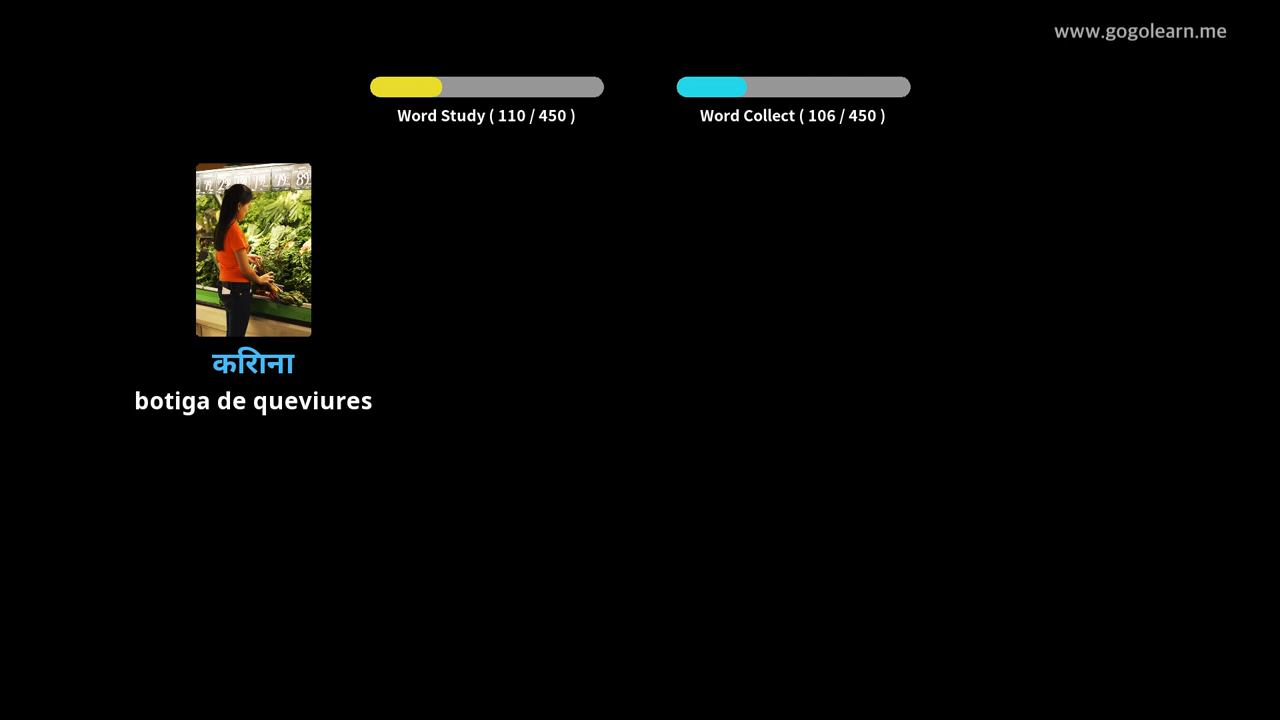 www.gogolearn.me
Word Study ( 110 / 450 )
Word Collect ( 106 / 450 )
करिाना
botiga de queviures